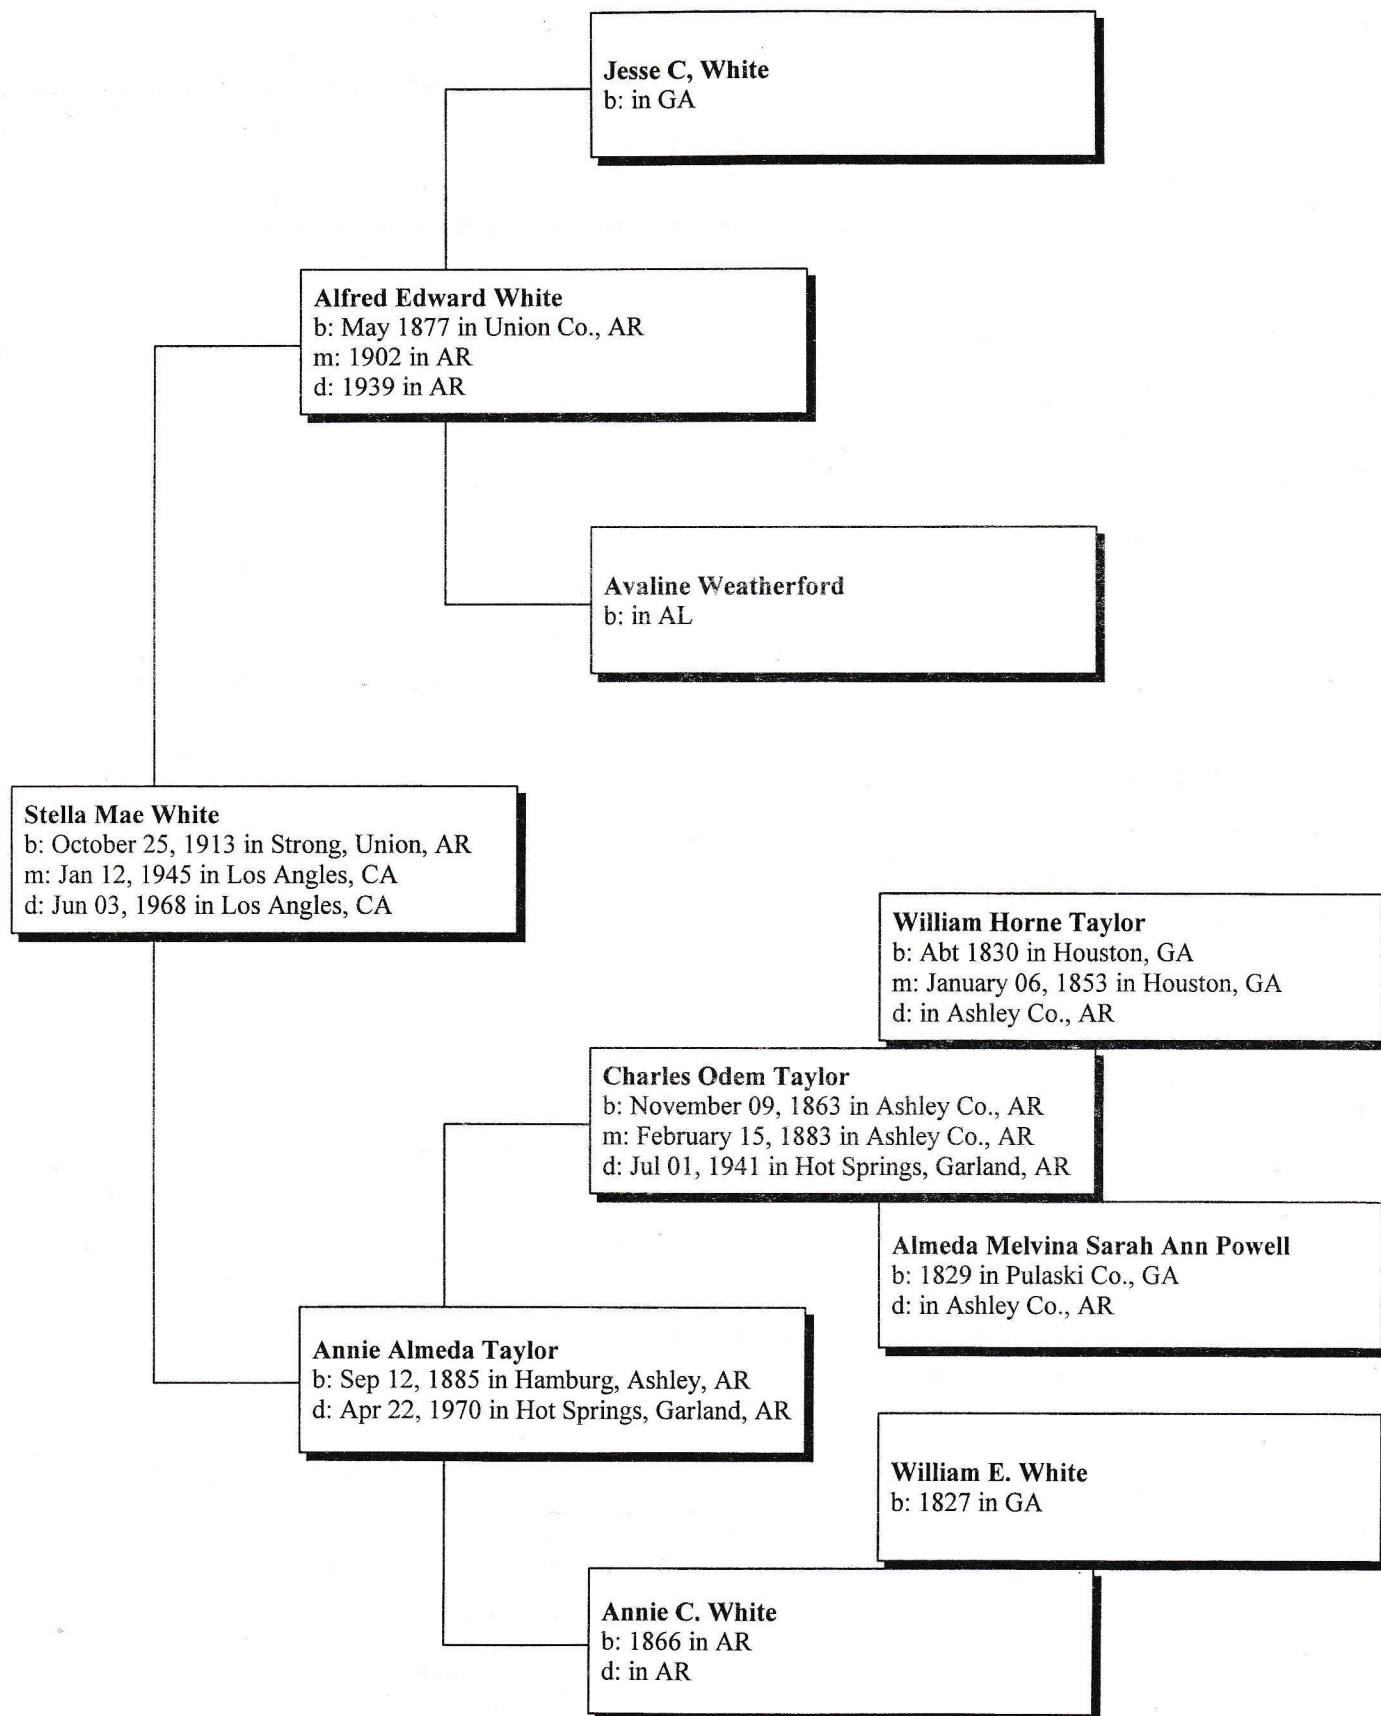 Jesse C, White
b: in GA
Alfred Edward White
b: May 1877 in Union Co., AR
m: 1902 in AR
d: 1939 in AR
Avaline Weatherford
b: in AL
Stella Mae White
b: October 25, 1913 in Strong, Union, AR
m: Jan 12, 1945 in Los Angles, CA
d: Jun 03, 1968 in Los Angles, CA
William Horne Taylor
b: Abt 1830 in Houston, GA
m: January 06, 1853 in Houston, GA
d: in Ashley Co., AR
Charles Odem Taylor
b: November 09, 1863 in Ashley Co., AR
m: February 15, 1883 in Ashley Co., AR
d: Jul 01, 1941 in Hot Springs, Garland, AR
Almeda Melvina Sarah Ann Powell
b: 1829 in Pulaski Co., GA
d: in Ashley Co., AR
Annie Almeda Taylor
b: Sep 12, 1885 in Hamburg, Ashley, AR
d: Apr 22, 1970 in Hot Springs, Garland, AR
William E. White
b: 1827 in GA
Annie C. White
b: 1866 in AR
d: in AR